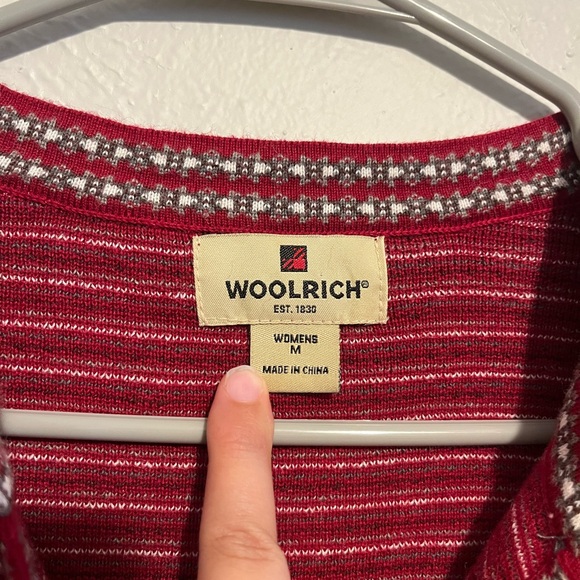 WOOLRICH®
EST. 1830
WOMENS
M
MADE IN CHINA